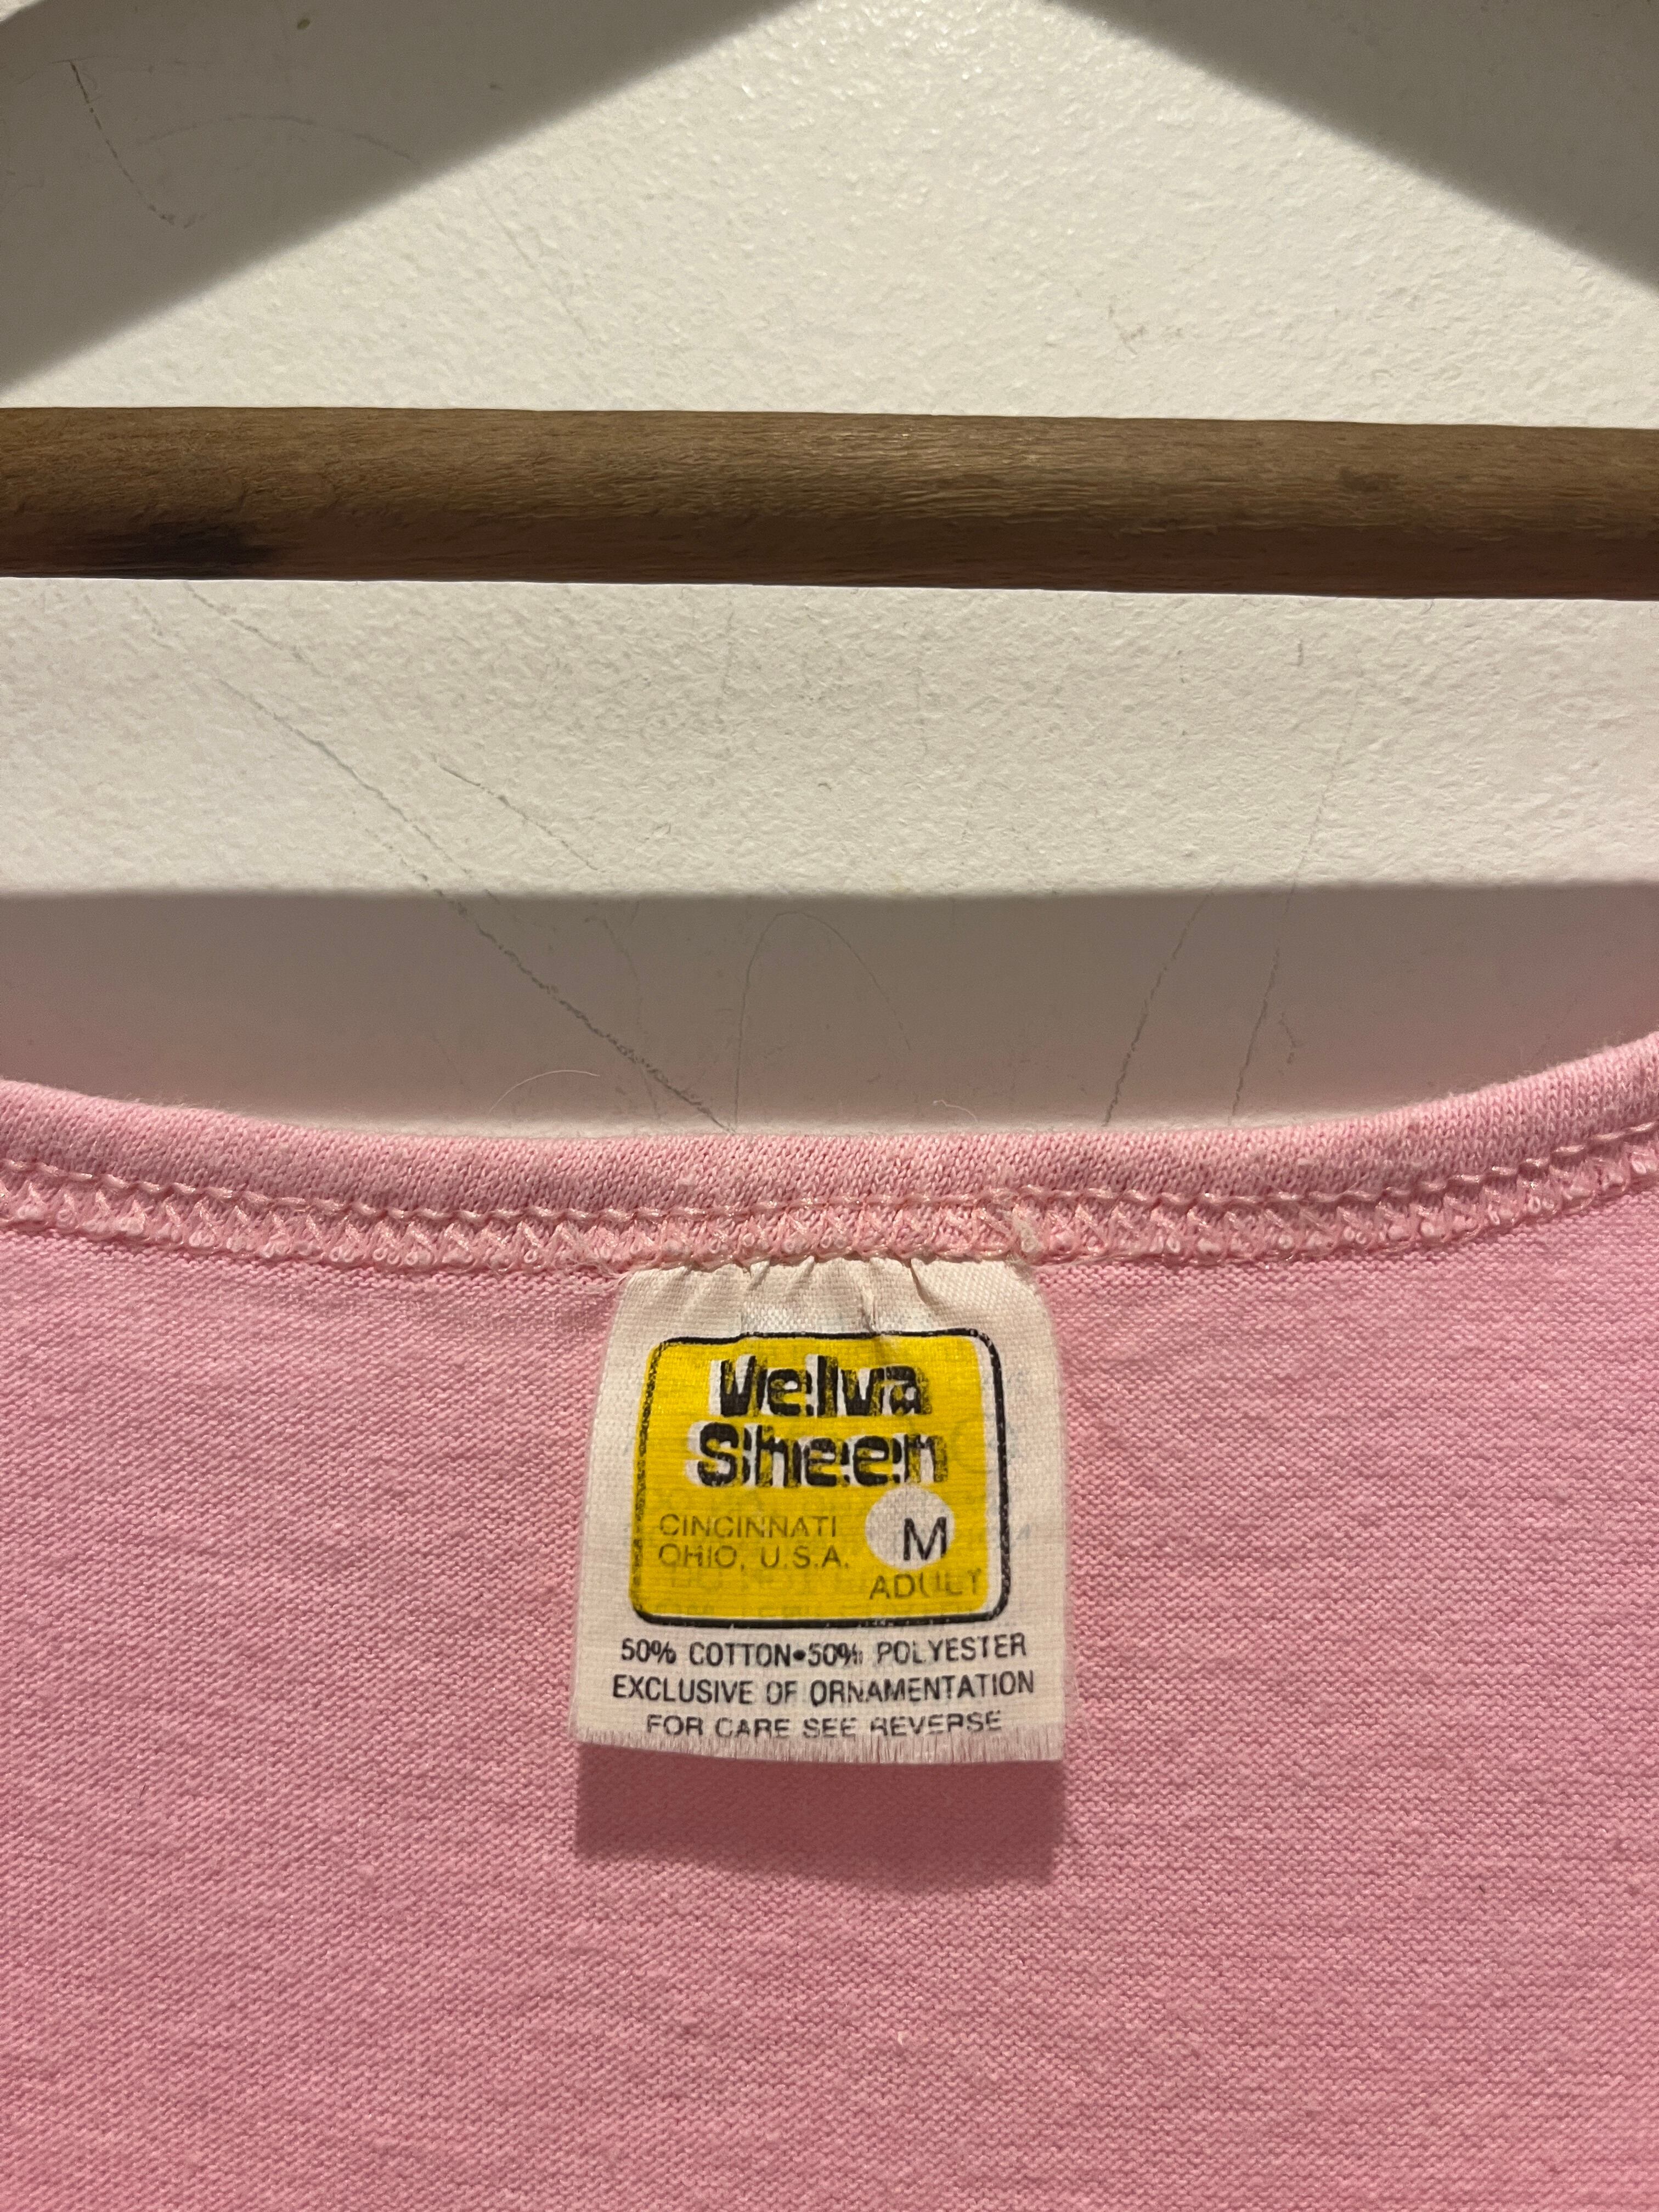 Velva
Sheen
CINCINNATI
OHIO, U.S.A.
M
ADULT
50% COTTON•50% POLYESTER
EXCLUSIVE OF ORNAMENTATION
FOR CARE SEE REVERSE